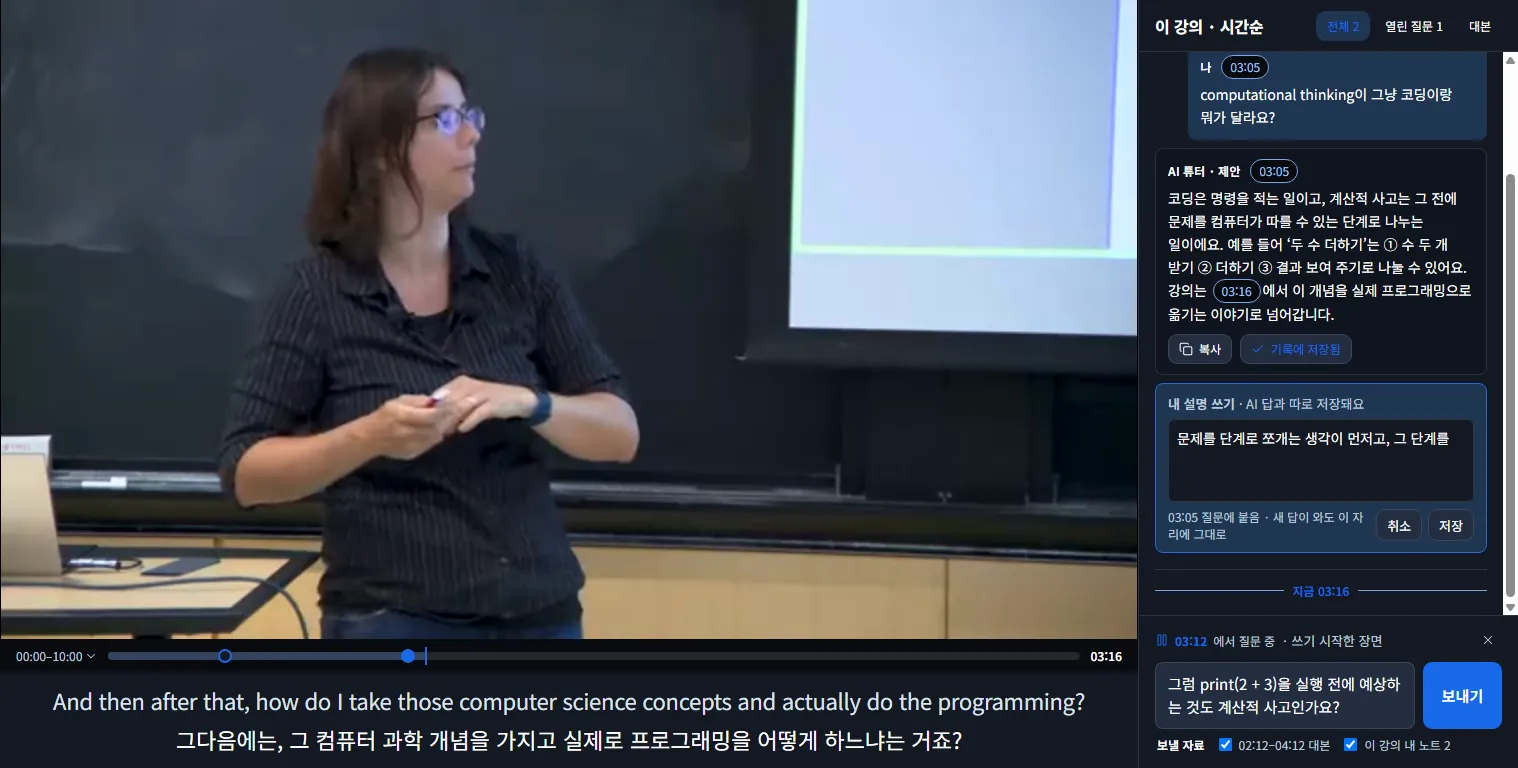 이 강의 · 시간순
전체 2
열린 질문 1
대본
나 03:05
computational thinking이 그냥 코딩이랑
뭐가 달라요?
AI 튜터 · 제안 03:05
코딩은 명령을 적는 일이고, 계산적 사고는 그 전에
문제를 컴퓨터가 따를 수 있는 단계로 나누는
일이에요. 예를 들어 ‘두 수 더하기’는 ① 수 두 개
받기 ② 더하기 ③ 결과 보여 주기로 나눌 수 있어요.
강의는 03:16 에서 이 개념을 실제 프로그래밍으로
옮기는 이야기로 넘어갑니다.
복사
기록에 저장됨
내 설명 쓰기 · AI 답과 따로 저장돼요
문제를 단계로 쪼개는 생각이 먼저고, 그 단계를
03:05 질문에 붙음 · 새 답이 와도 이 자
리에 그대로
취소
저장
지금 03:16
00:00–10:00
03:16
And then after that, how do I take those computer science concepts and actually do the programming?
그다음에는, 그 컴퓨터 과학 개념을 가지고 실제로 프로그래밍을 어떻게 하느냐는 거죠?
03:12 에서 질문 중 · 쓰기 시작한 장면
그럼 print(2 + 3)을 실행 전에 예상하
는 것도 계산적 사고인가요?
보내기
보낼 자료
02:12–04:12 대본
이 강의 내 노트 2